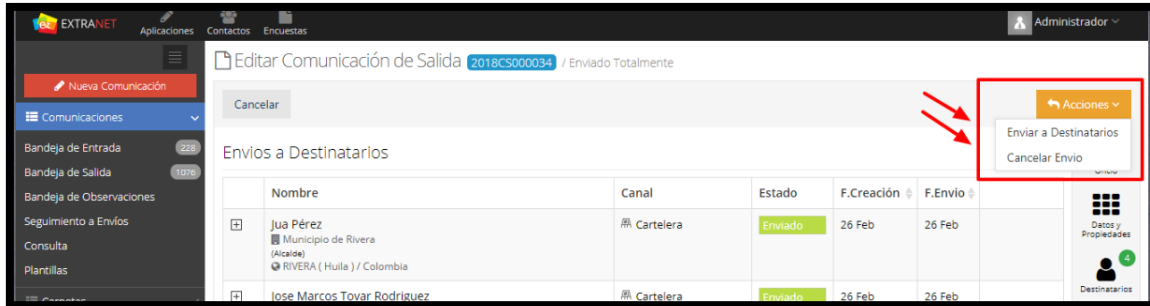 ec EXTRANET Aplicaciones Contactos Encuestas Administrador
Editar Comunicación de Salida 2018CS000034 / Enviado Totalmente
Nueva Comunicación
Cancelar
Acciones
Comunicaciones
Enviar a Destinatarios
Cancelar Envio
Bandeja de Entrada 228
Envios a Destinatarios
Bandeja de Salida 1076
Bandeja de Observaciones
Nombre Canal Estado F.Creación F.Envio
Seguimiento a Envíos
Jua Pérez Cartelera Enviado 26 Feb 26 Feb
Datos y
Propiedades
Consulta
Municipio de Rivera
(Alcalde)
Plantillas
RIVERA ( Huila ) / Colombia
4
Destinatarios
Carpetas
Jose Marcos Tovar Rodriguez Cartelera Enviado 26 Feb 26 Feb